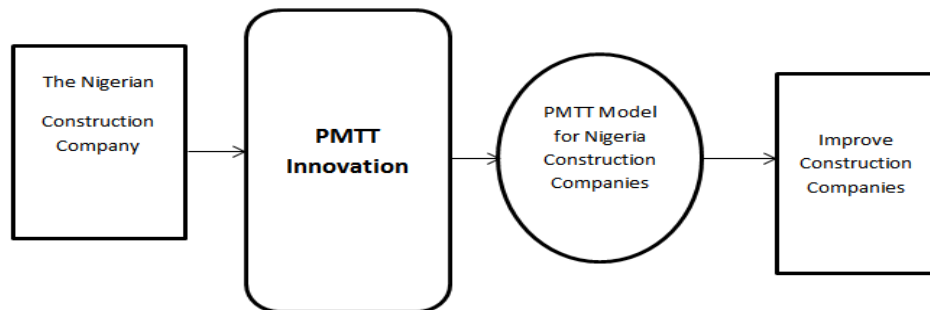 The Nigerian
Construction
Company
PMTT
Innovation
PMTT Model
for Nigeria
Construction
Companies
Improve
Construction
Companies